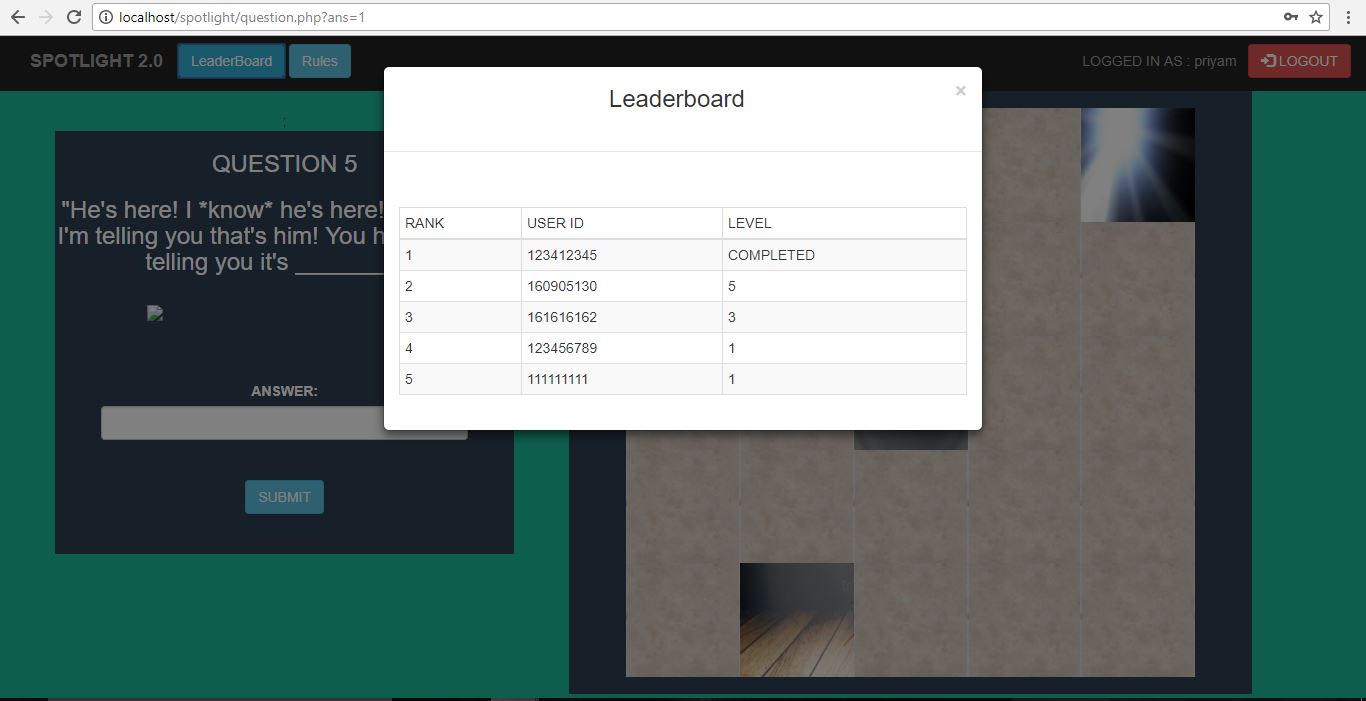 localhost/spotlight/question.php?ans=1
SPOTLIGHT 2.0 LeaderBoard Rules LOGGED IN AS : priyam LOGOUT
Leaderboard ×
RANK USER ID LEVEL
1 123412345 COMPLETED
2 160905130 5
3 161616162 3
4 123456789 1
5 111111111 1
;
QUESTION 5
"He's here! I *know* he's here!
I'm telling you that's him! You
telling you it's ________
ANSWER:
SUBMIT